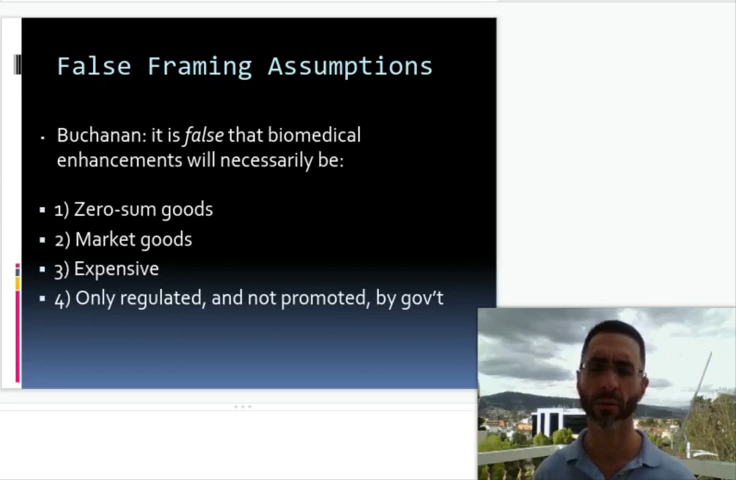 False Framing Assumptions
Buchanan: it is false that biomedical
enhancements will necessarily be:
1) Zero-sum goods
2) Market goods
3) Expensive
4) Only regulated, and not promoted, by gov't